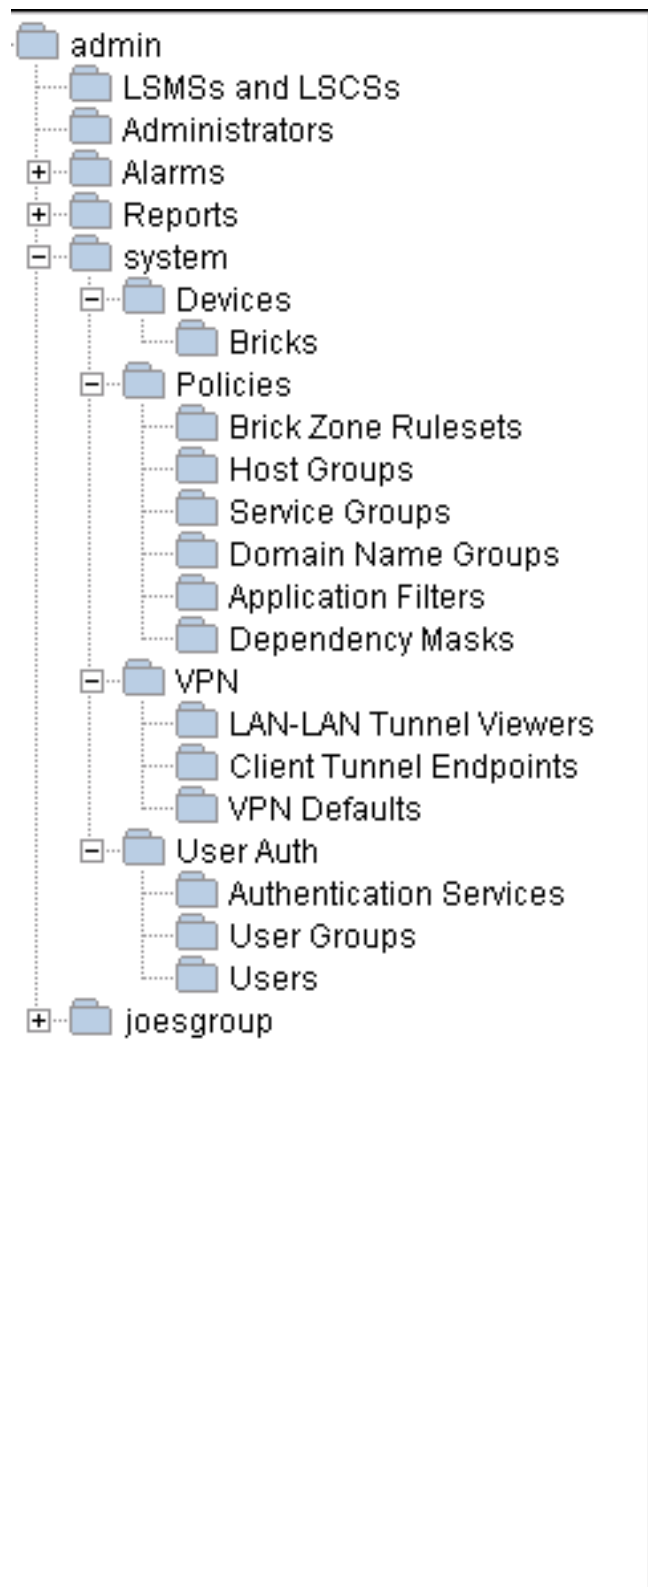 admin
LSMSs and LSCSs
Administrators
Alarms
Reports
system
Devices
Bricks
Policies
Brick Zone Rulesets
Host Groups
Service Groups
Domain Name Groups
Application Filters
Dependency Masks
VPN
LAN-LAN Tunnel Viewers
Client Tunnel Endpoints
VPN Defaults
User Auth
Authentication Services
User Groups
Users
joesgroup